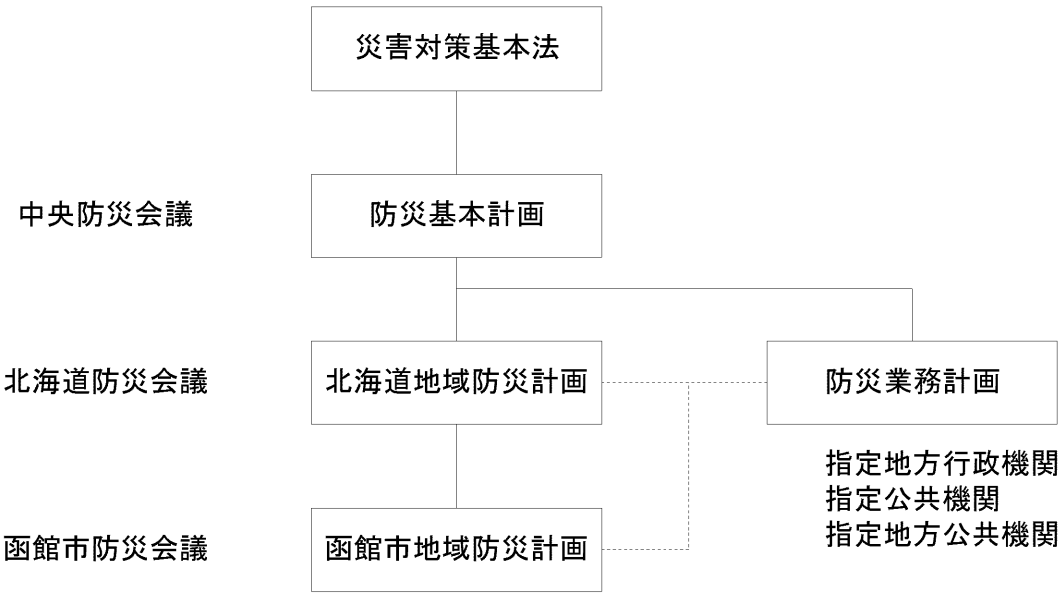 災害対策基本法
中央防災会議
防災基本計画
北海道防災会議
北海道地域防災計画
防災業務計画
指定地方行政機関
指定公共機関
指定地方公共機関
函館市防災会議
函館市地域防災計画